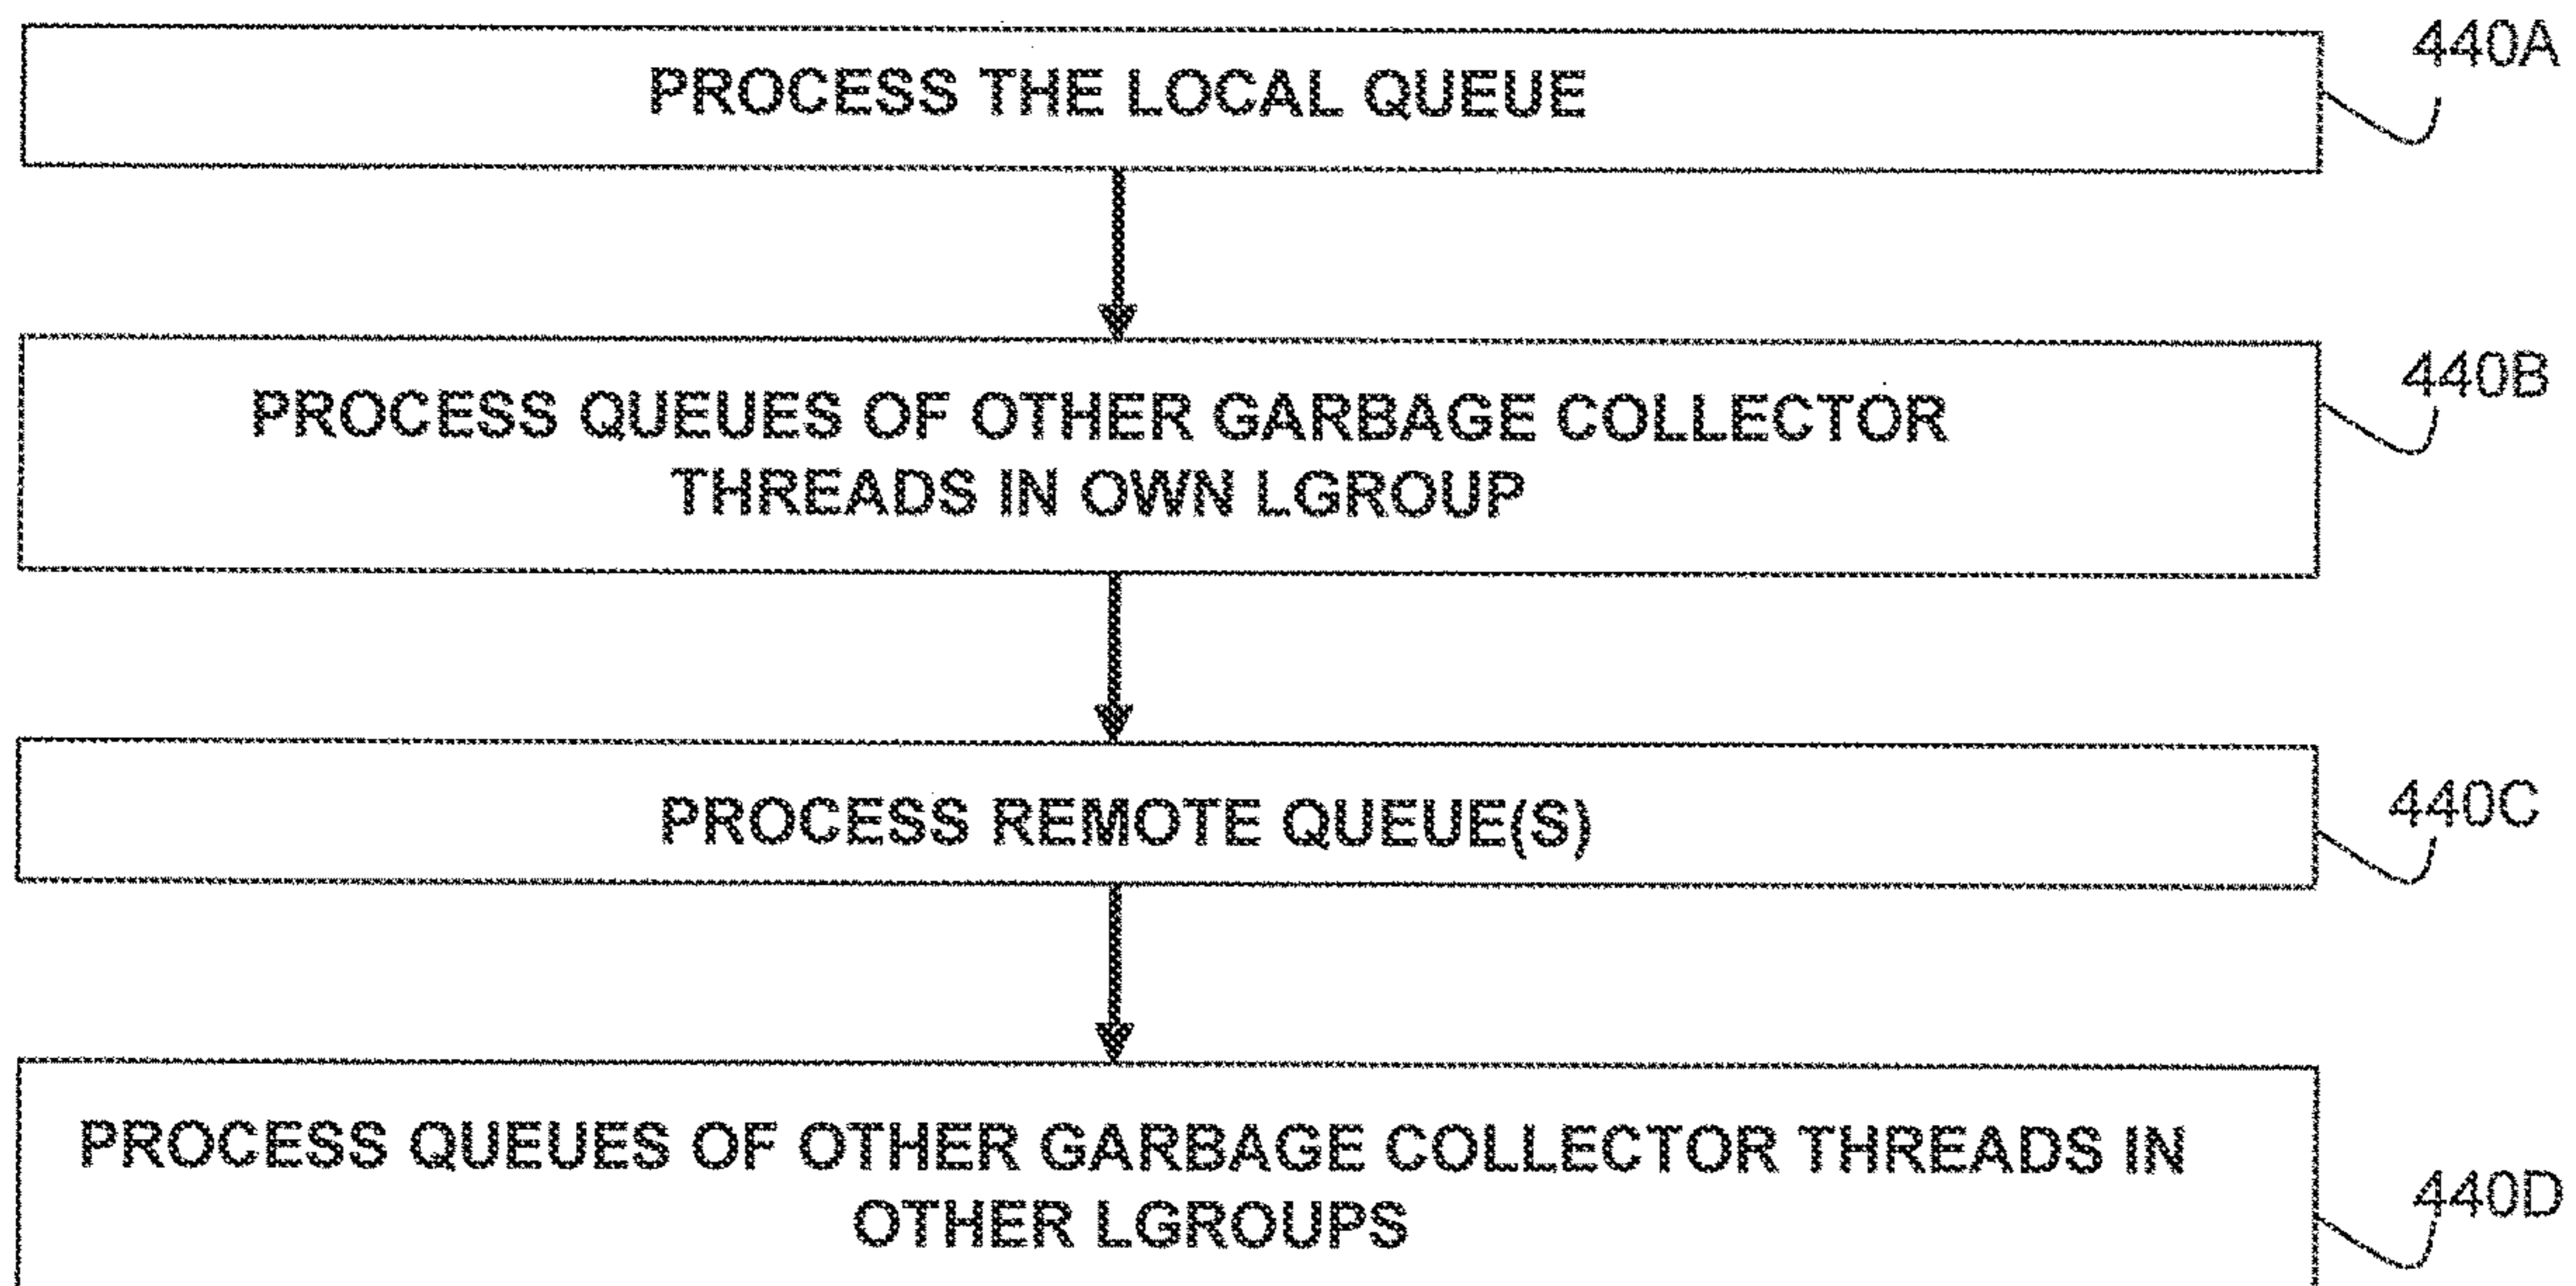 PROCESS THE LOCAL QUEUE
440A
PROCESS QUEUES OF OTHER GARBAGE COLLECTOR
THREADS IN OWN LGROUP
440B
PROCESS REMOTE QUEUE(S)
440C
PROCESS QUEUES OF OTHER GARBAGE COLLECTOR THREADS IN
OTHER LGROUPS
440D